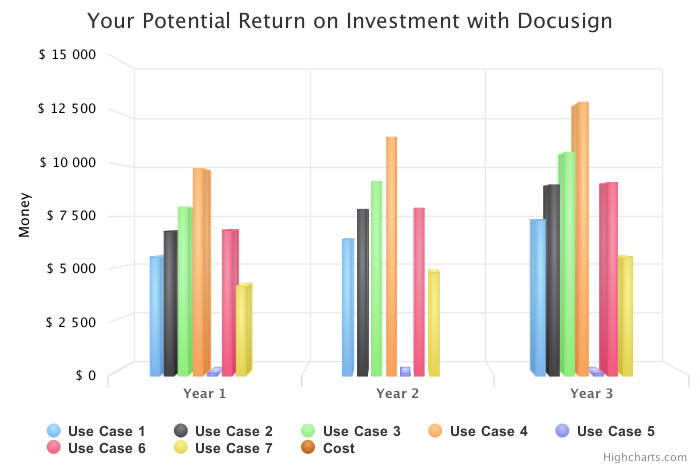 Your Potential Return on Investment with Docusign
$ 15 000
$ 12 500
$ 10 000
$ 7 500
$ 5 000
$ 2 500
$ 0
Money
Year 1
Year 2
Year 3
Use Case 1
Use Case 2
Use Case 3
Use Case 4
Use Case 5
Use Case 6
Use Case 7
Cost
Highcharts.com